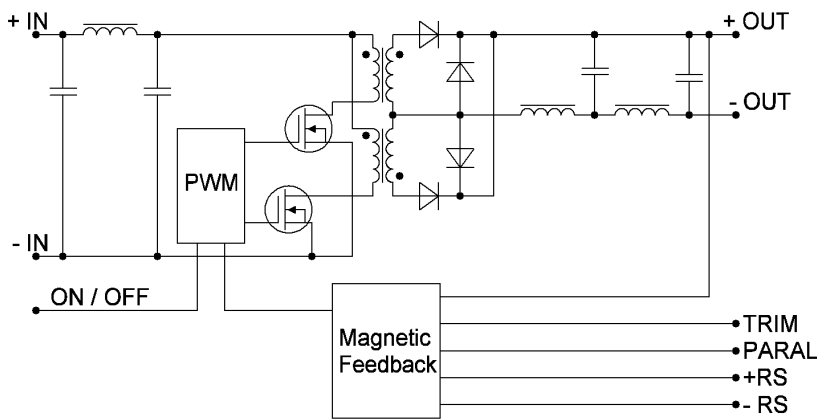 + IN
+ OUT
- OUT
PWM
- IN
ON / OFF
Magnetic
Feedback
TRIM
PARAL
+RS
- RS